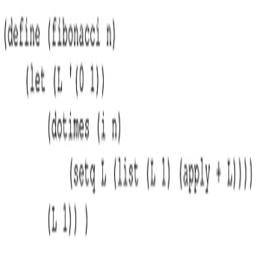 (define (fibonacci n)
(let (L '(0 1))
(dotimes (i n)
(setq L (list (L 1) (apply + L))))
(L 1)) )